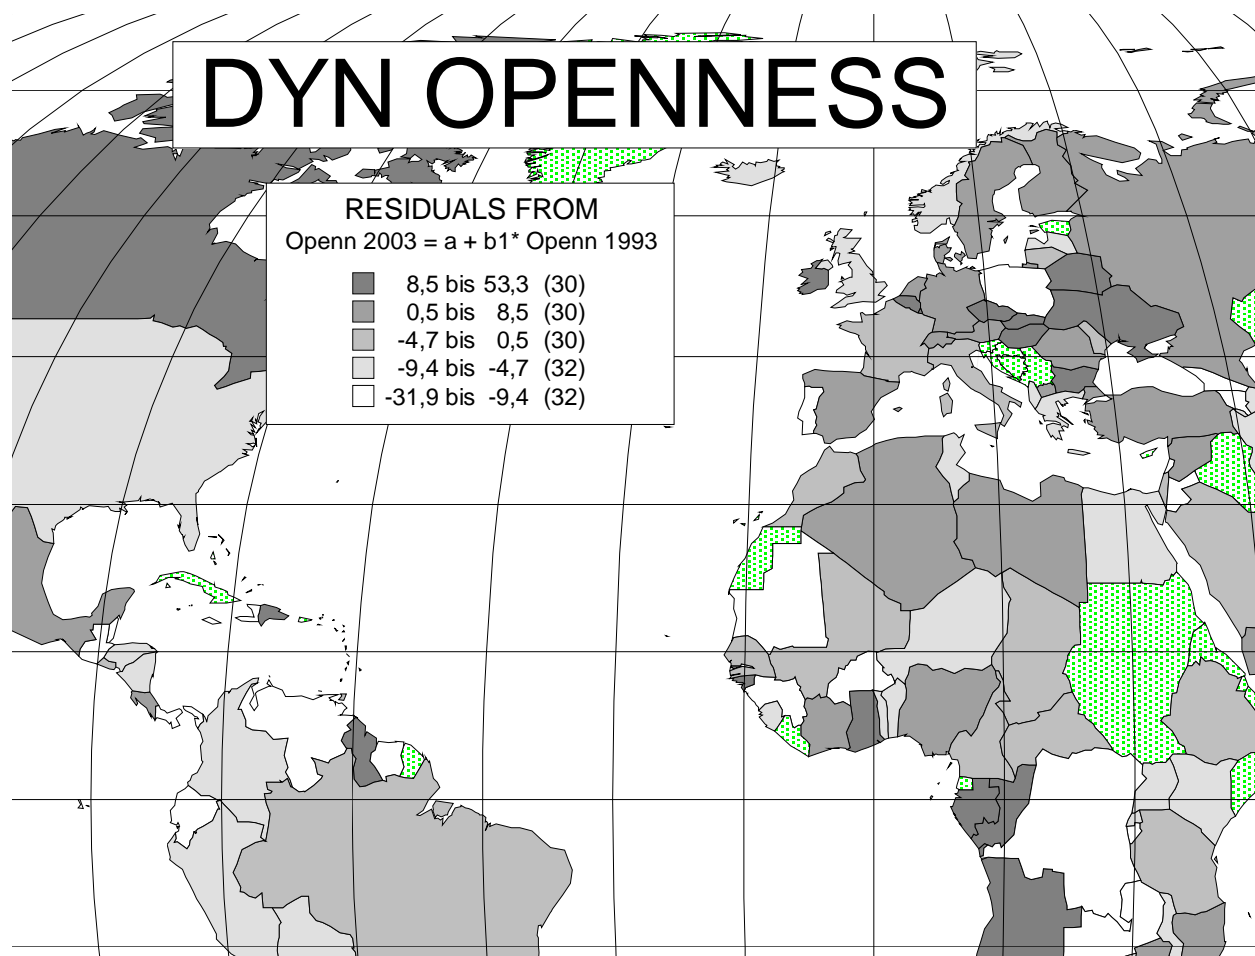 DYN OPENNESS
RESIDUALS FROM
Openn 2003 = a + b1* Openn 1993
8,5 bis 53,3 (30)
0,5 bis 8,5 (30)
-4,7 bis 0,5 (30)
-9,4 bis -4,7 (32)
-31,9 bis -9,4 (32)